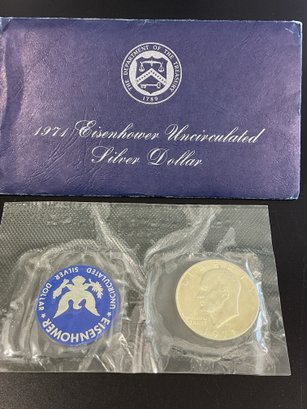 THE DEPARTMENT OF THE TREASURY
1789
1971 Eisenhower Uncirculated
Silver Dollar
EISENHOWER
UNCIRCULATED SILVER DOLLAR